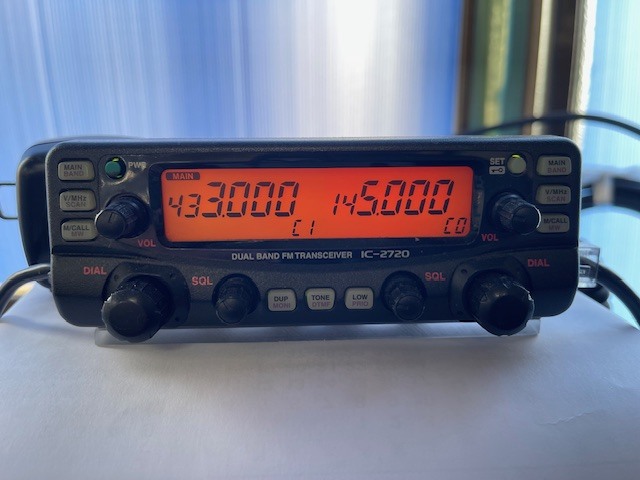 MAIN
BAND
PWR
MAIN
SET
MAIN
BAND
V/MHz
SCAN
433.000
145.000
V/MHz
SCAN
M/CALL
MW
C1
C0
M/CALL
MW
VOL
VOL
DUAL BAND FM TRANSCEIVER IC-2720
DIAL
SQL
SQL
DIAL
DUP
MONI
TONE
DTMF
LOW
PRIO